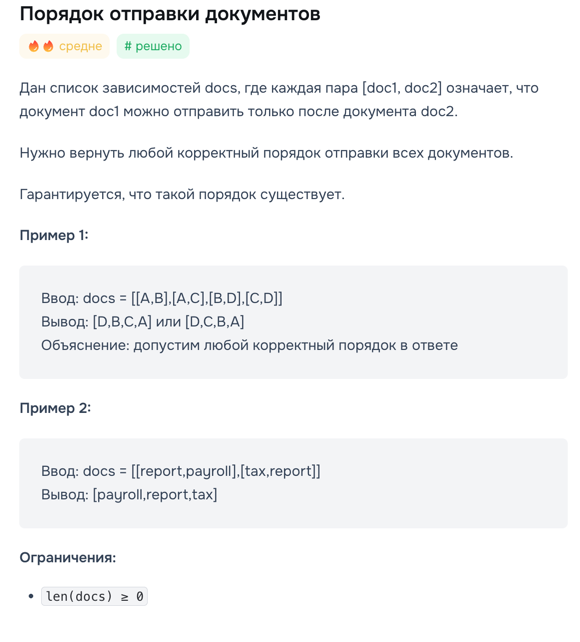 Порядок отправки документов
🔥🔥 средне # решено
Дан список зависимостей docs, где каждая пара [doc1, doc2] означает, что
документ doc1 можно отправить только после документа doc2.
Нужно вернуть любой корректный порядок отправки всех документов.
Гарантируется, что такой порядок существует.
Пример 1:
Ввод: docs = [[A,B],[A,C],[B,D],[C,D]]
Вывод: [D,B,C,A] или [D,C,B,A]
Объяснение: допустим любой корректный порядок в ответе
Пример 2:
Ввод: docs = [[report,payroll],[tax,report]]
Вывод: [payroll,report,tax]
Ограничения:
• len(docs) ≥ 0